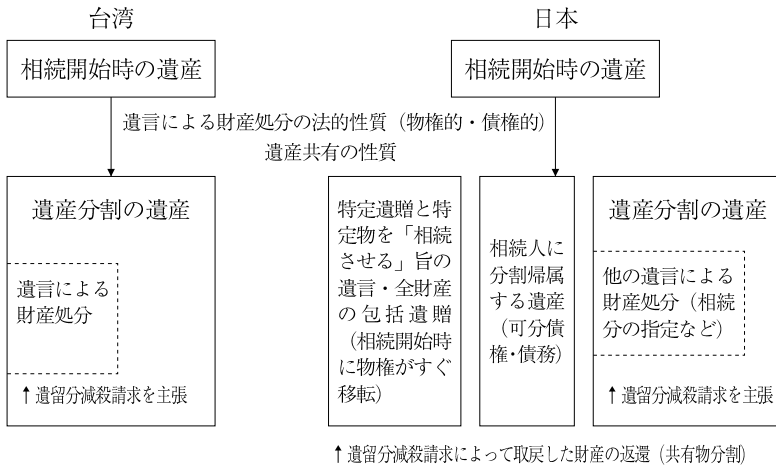 台湾
日本
相続開始時の遺産
相続開始時の遺産
遺言による財産処分の法的性質（物権的・債権的）
遺産共有の性質
遺産分割の遺産
遺言による
財産処分
↑遺留分減殺請求を主張
特定遺贈と特
定物を「相続
させる」旨の
遺言・全財産
の包括遺贈
（相続開始時
に物権がすぐ
移転）
相続人に
分割帰属
する遺産
（可分債
権・債務）
遺産分割の遺産
他の遺言による
財産処分（相続
分の指定など）
↑遺留分減殺請求を主張
↑遺留分減殺請求によって取戻した財産の返還（共有物分割）